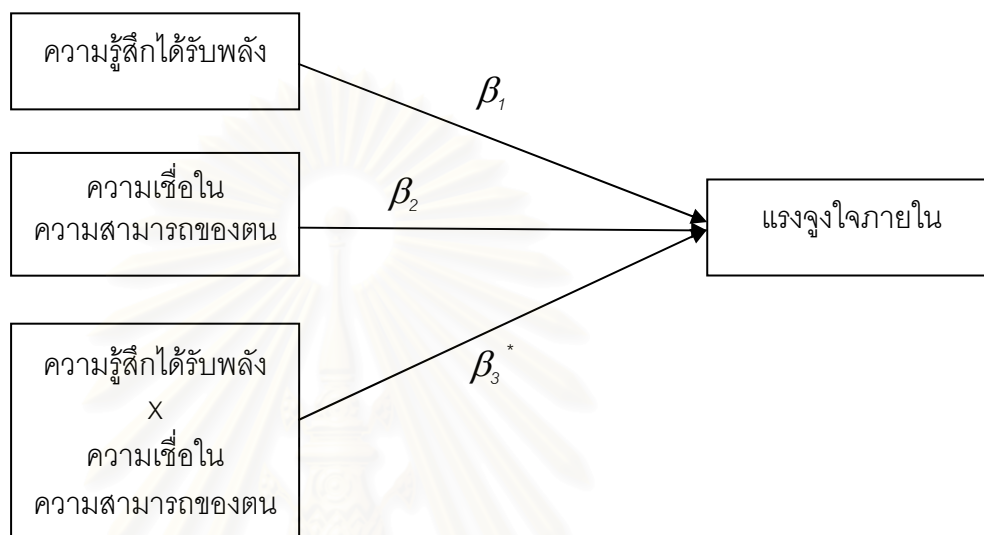 ความรู้สึกได้รับพลัง
β₁
ความเชื่อใน
ความสามารถของตน
β₂
แรงจูงใจภายใน
ความรู้สึกได้รับพลัง
X
ความเชื่อใน
ความสามารถของตน
β₃*